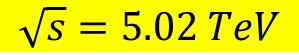 √s = 5.02 TeV